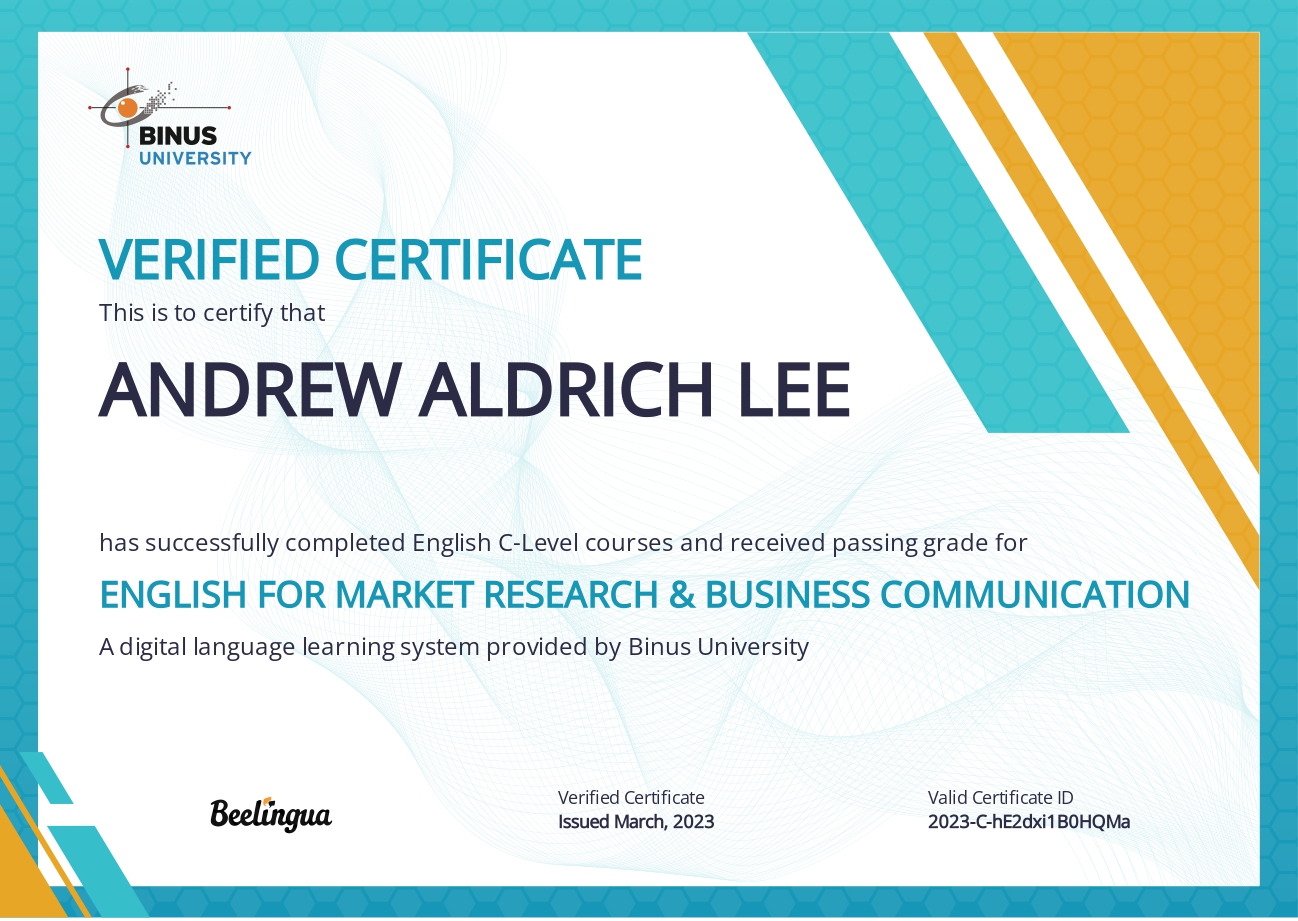 BINUS
UNIVERSITY
VERIFIED CERTIFICATE
This is to certify that
ANDREW ALDRICH LEE
has successfully completed English C-Level courses and received passing grade for
ENGLISH FOR MARKET RESEARCH & BUSINESS COMMUNICATION
A digital language learning system provided by Binus University
Beelingua
Verified Certificate
Issued March, 2023
Valid Certificate ID
2023-C-hE2dxi1B0HQMa